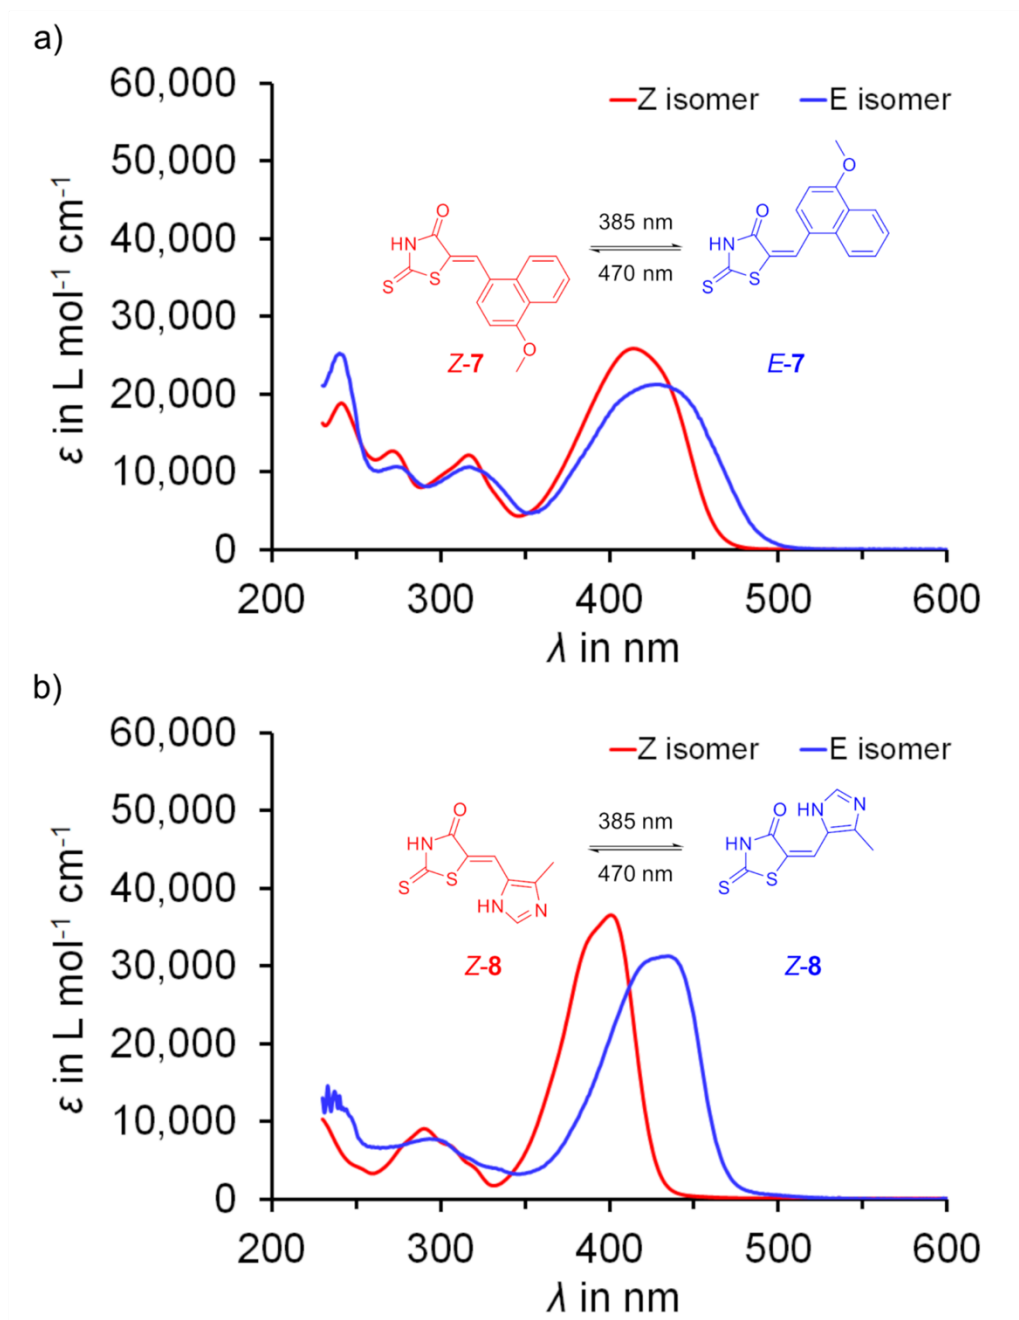 a)
60,000
50,000
40,000
30,000
20,000
10,000
0
ε in L mol-1 cm-1
Z isomer
E isomer
O
HN
S
S
O
Z-7
385 nm
470 nm
O
O
HN
S
S
E-7
200
300
400
500
600
λ in nm
b)
60,000
50,000
40,000
30,000
20,000
10,000
0
ε in L mol-1 cm-1
Z isomer
E isomer
O
HN
S
S
HN
N
Z-8
385 nm
470 nm
O
HN
N
HN
S
S
Z-8
200
300
400
500
600
λ in nm